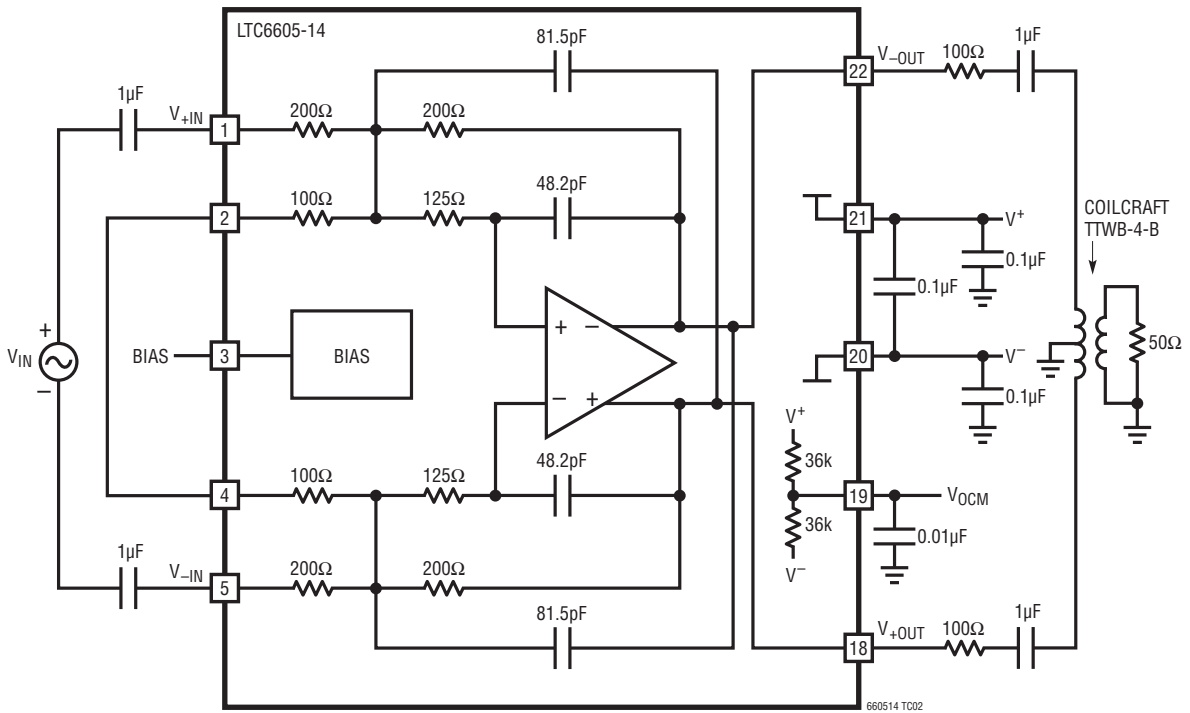 LTC6605-14
81.5pF
V–OUT
100Ω
1µF
22
1µF
V+IN
1
200Ω
200Ω
48.2pF
2
100Ω
125Ω
21
V+
COILCRAFT
TTWB-4-B
0.1µF
0.1µF
+
VIN
–
BIAS
3
BIAS
+ –
– +
20
V–
50Ω
0.1µF
V+
36k
48.2pF
4
100Ω
125Ω
19
VOCM
36k
0.01µF
V–
1µF
V–IN
5
200Ω
200Ω
81.5pF
18
V+OUT
100Ω
1µF
660514 TC02